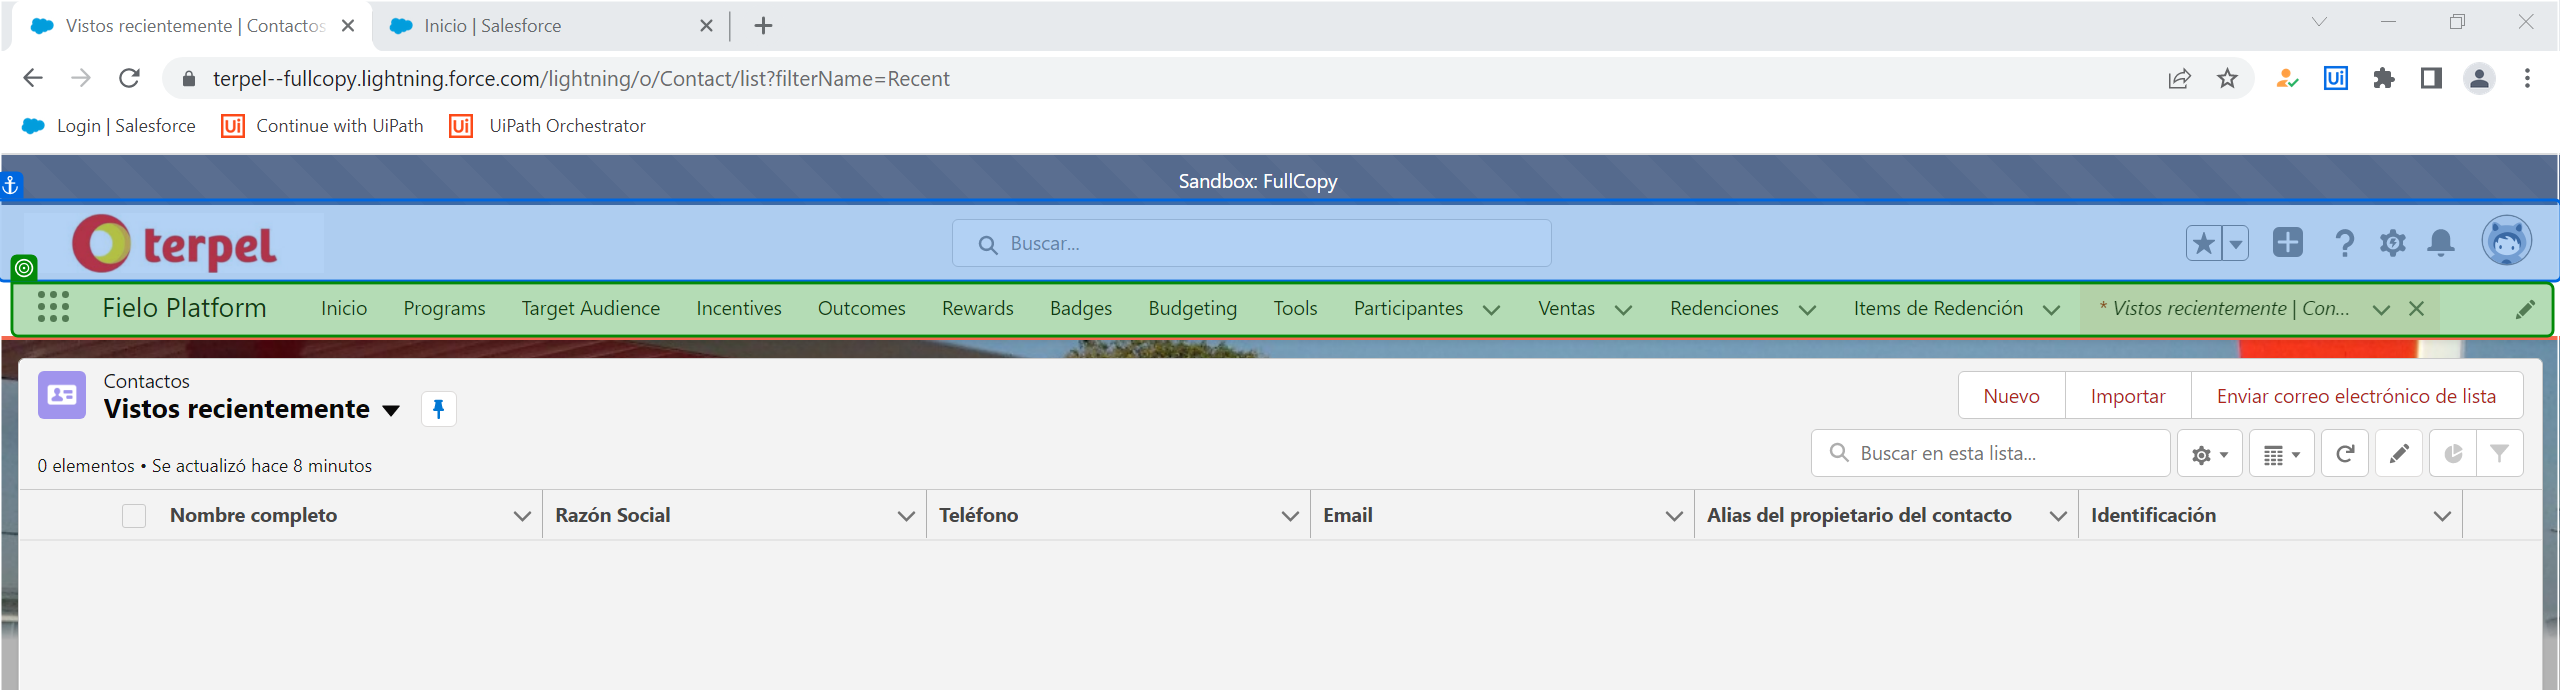 Vistos recientemente | Contactos
Inicio | Salesforce
terpel--fullcopy.lightning.force.com/lightning/o/Contact/list?filterName=Recent
Ui
Login | Salesforce
Ui
Continue with UiPath
Ui
UiPath Orchestrator
Sandbox: FullCopy
terpel
Buscar...
Fielo Platform
Inicio
Programs
Target Audience
Incentives
Outcomes
Rewards
Badges
Budgeting
Tools
Participantes
Ventas
Redenciones
Items de Redención
* Vistos recientemente | Con...
Contactos
Vistos recientemente
Nuevo
Importar
Enviar correo electrónico de lista
0 elementos • Se actualizó hace 8 minutos
Buscar en esta lista...
Nombre completo
Razón Social
Teléfono
Email
Alias del propietario del contacto
Identificación